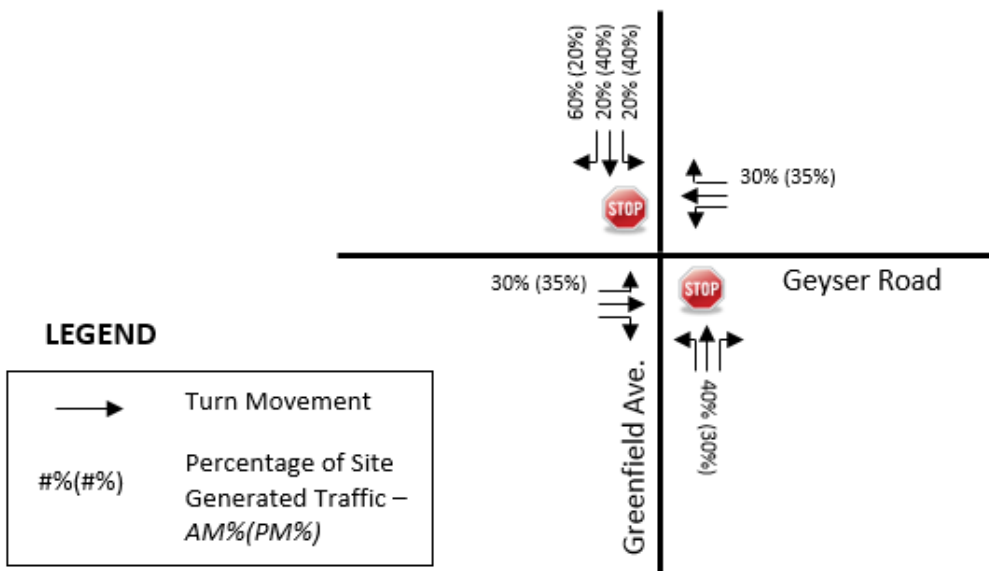 60% (20%)
20% (40%)
20% (40%)
30% (35%)
STOP
30% (35%)
STOP
Geyser Road
LEGEND
Turn Movement
#%(#%)
Percentage of Site
Generated Traffic –
AM%(PM%)
Greenfield Ave.
40% (30%)